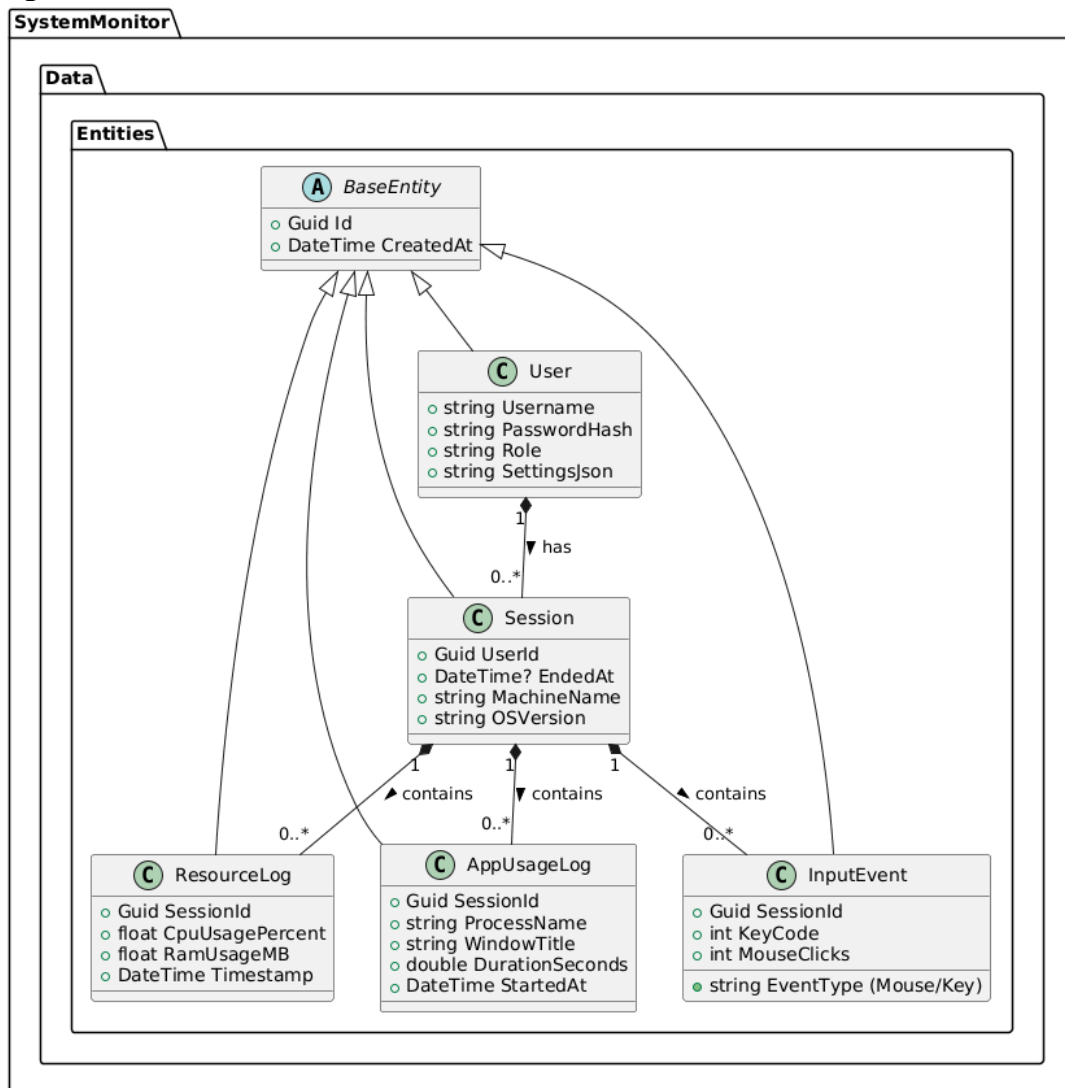 SystemMonitor
Data
Entities
A BaseEntity
Guid Id
DateTime CreatedAt
C User
string Username
string PasswordHash
string Role
string SettingsJson
1
has
0..*
C Session
Guid UserId
DateTime? EndedAt
string MachineName
string OSVersion
1 1 1
contains contains contains
0..* 0..* 0..*
C ResourceLog
Guid SessionId
float CpuUsagePercent
float RamUsageMB
DateTime Timestamp
C AppUsageLog
Guid SessionId
string ProcessName
string WindowTitle
double DurationSeconds
DateTime StartedAt
C InputEvent
Guid SessionId
int KeyCode
int MouseClicks
string EventType (Mouse/Key)